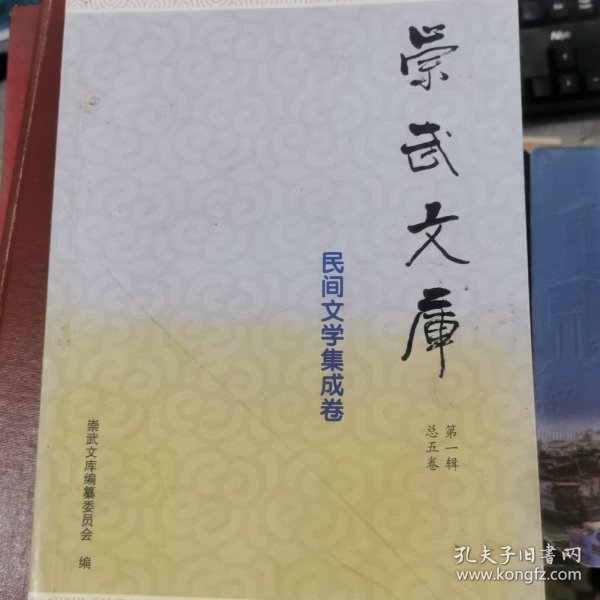 崇武文庫
第一辑
总五卷
民间文学集成卷
崇武文库编纂委员会 编
孔夫子旧书网
www.kongfz.com